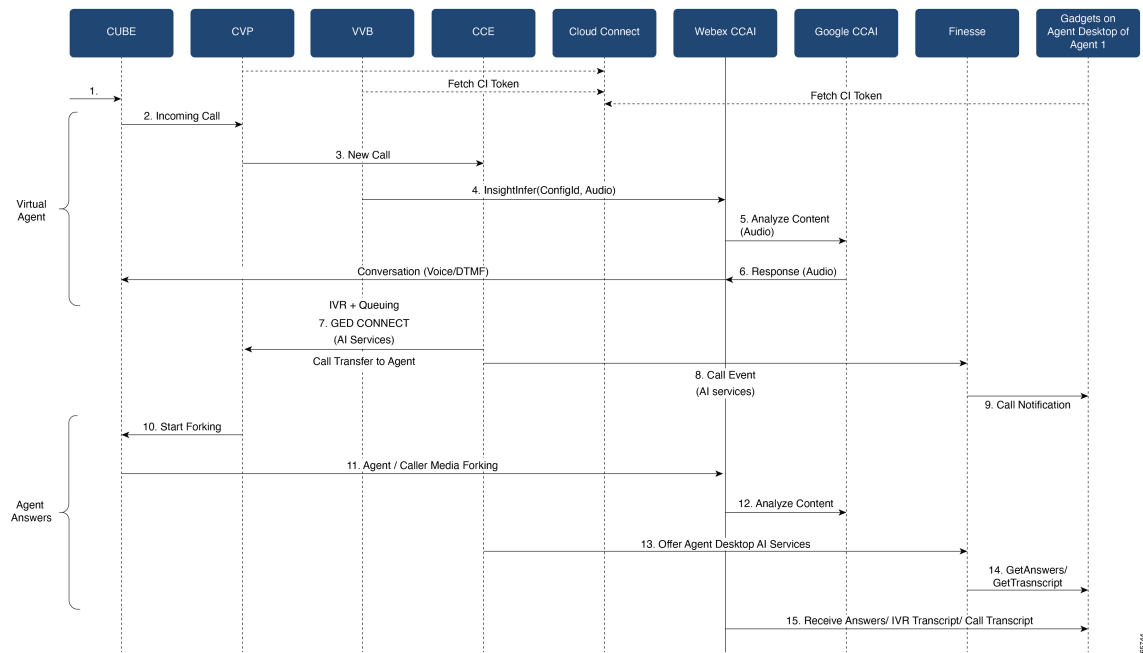 CUBE
CVP
VVB
CCE
Cloud Connect
Webex CCAI
Google CCAI
Finesse
Gadgets on
Agent Desktop of
Agent 1
Fetch CI Token
1.
Fetch CI Token
2. Incoming Call
3. New Call
4. InsightInfer(ConfigId, Audio)
Virtual
Agent
5. Analyze Content
(Audio)
Conversation (Voice/DTMF)
6. Response (Audio)
IVR + Queuing
7. GED CONNECT
(AI Services)
Call Transfer to Agent
8. Call Event
(AI services)
9. Call Notification
10. Start Forking
11. Agent / Caller Media Forking
Agent
Answers
12. Analyze Content
13. Offer Agent Desktop AI Services
14. GetAnswers/
GetTrasnscript
15. Receive Answers/ IVR Transcript/ Call Transcript